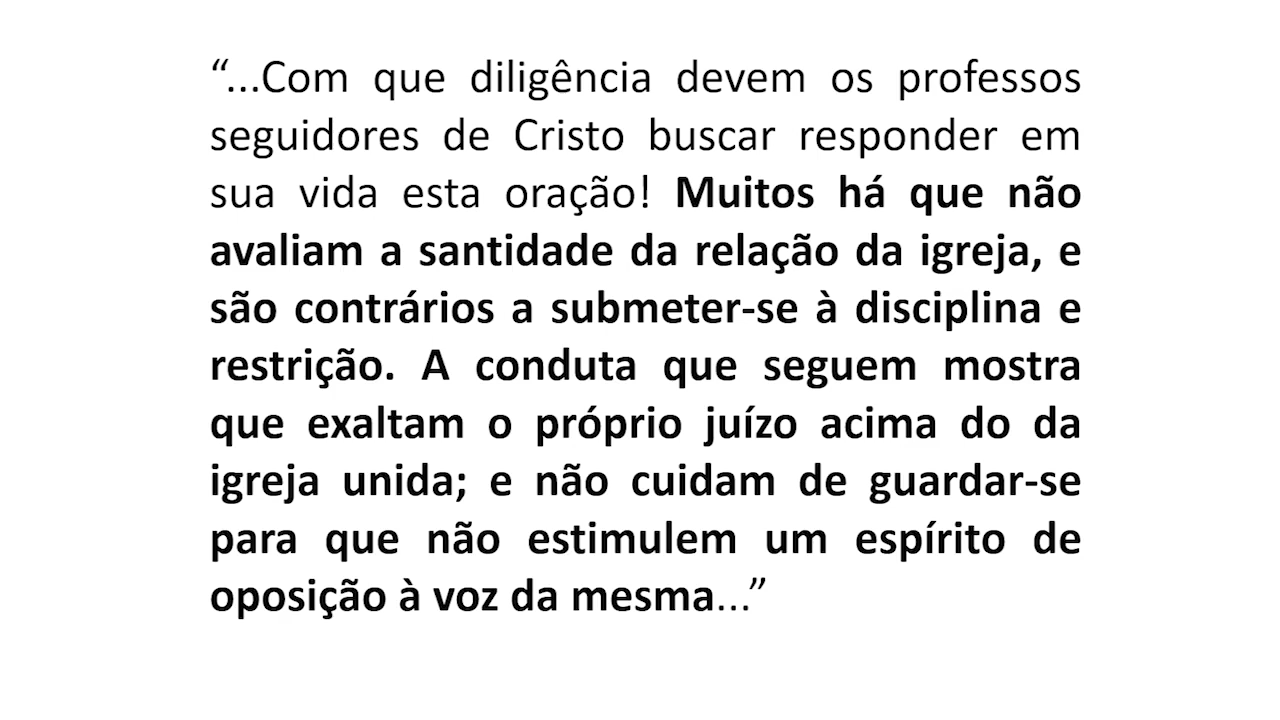 “...Com que diligência devem os professos
seguidores de Cristo buscar responder em
sua vida esta oração! Muitos há que não
avaliam a santidade da relação da igreja, e
são contrários a submeter-se à disciplina e
restrição. A conduta que seguem mostra
que exaltam o próprio juízo acima do da
igreja unida; e não cuidam de guardar-se
para que não estimulem um espírito de
oposição à voz da mesma...”